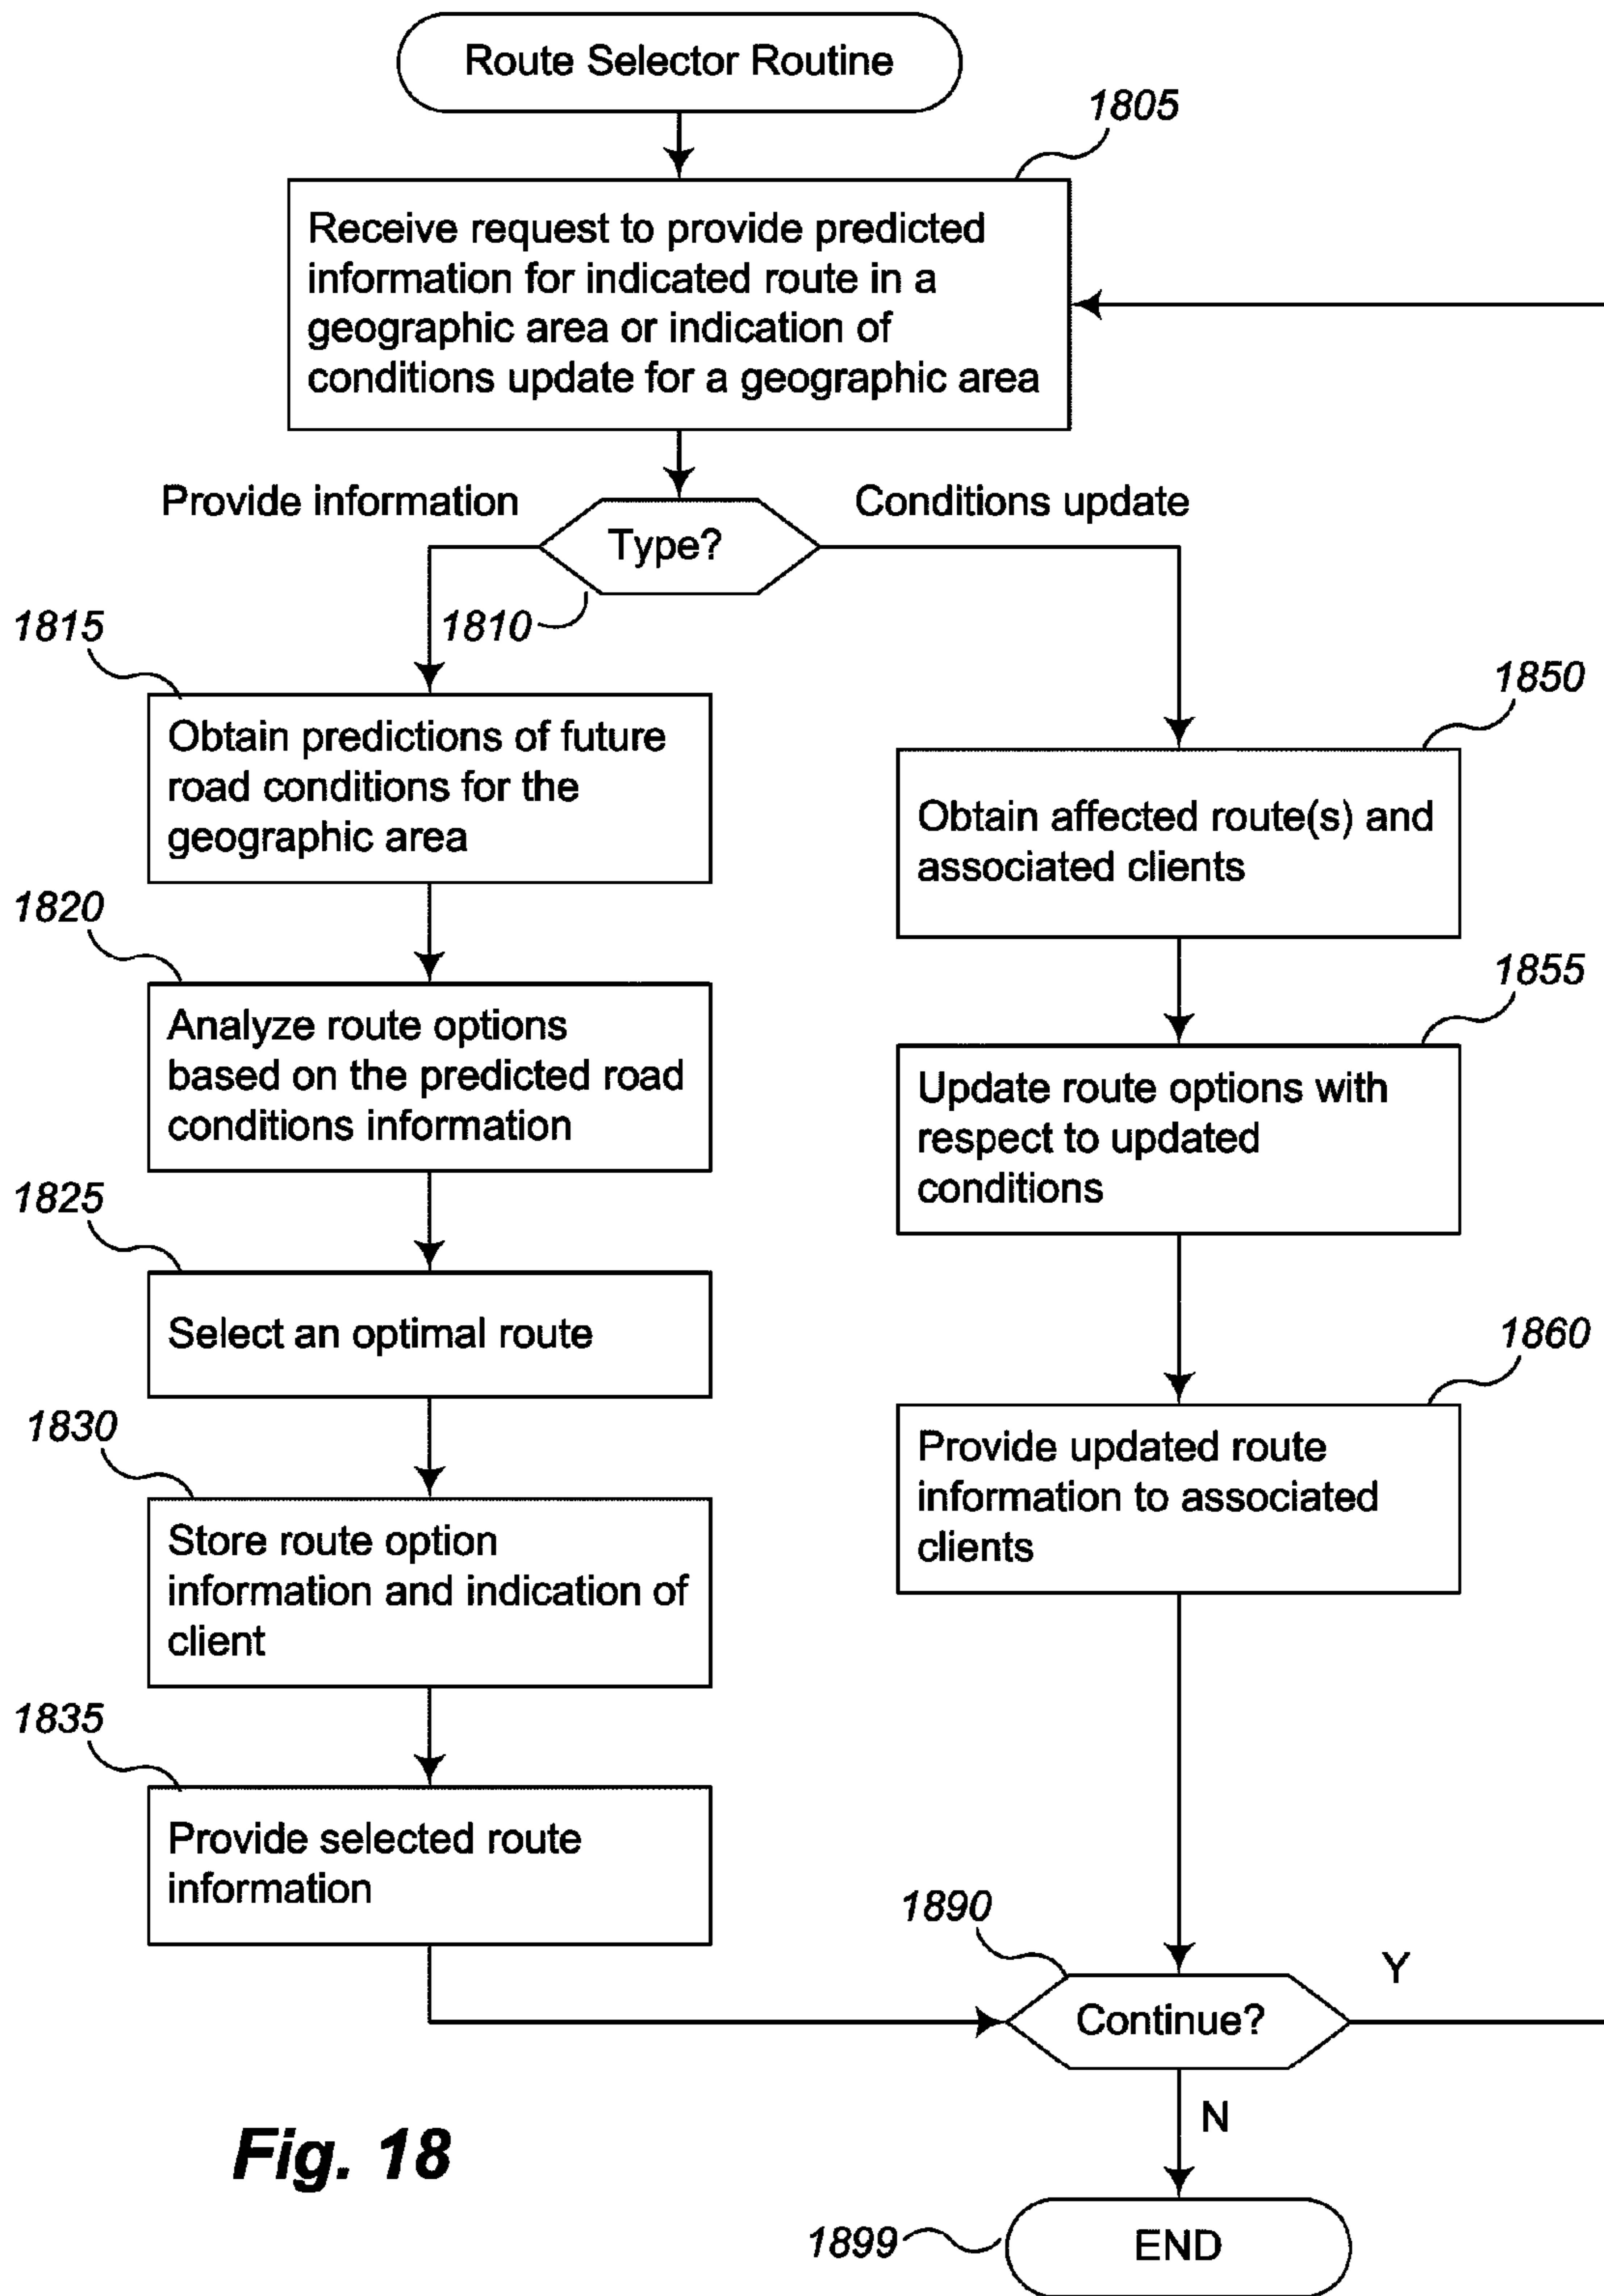 Route Selector Routine
1805
Receive request to provide predicted
information for indicated route in a
geographic area or indication of
conditions update for a geographic area
Provide information
Type?
Conditions update
1810
1815
Obtain predictions of future
road conditions for the
geographic area
1820
Analyze route options
based on the predicted road
conditions information
1825
Select an optimal route
1830
Store route option
information and indication of
client
1835
Provide selected route
information
1850
Obtain affected route(s) and
associated clients
1855
Update route options with
respect to updated
conditions
1860
Provide updated route
information to associated
clients
1890
Continue?
Y
N
1899
END
Fig. 18